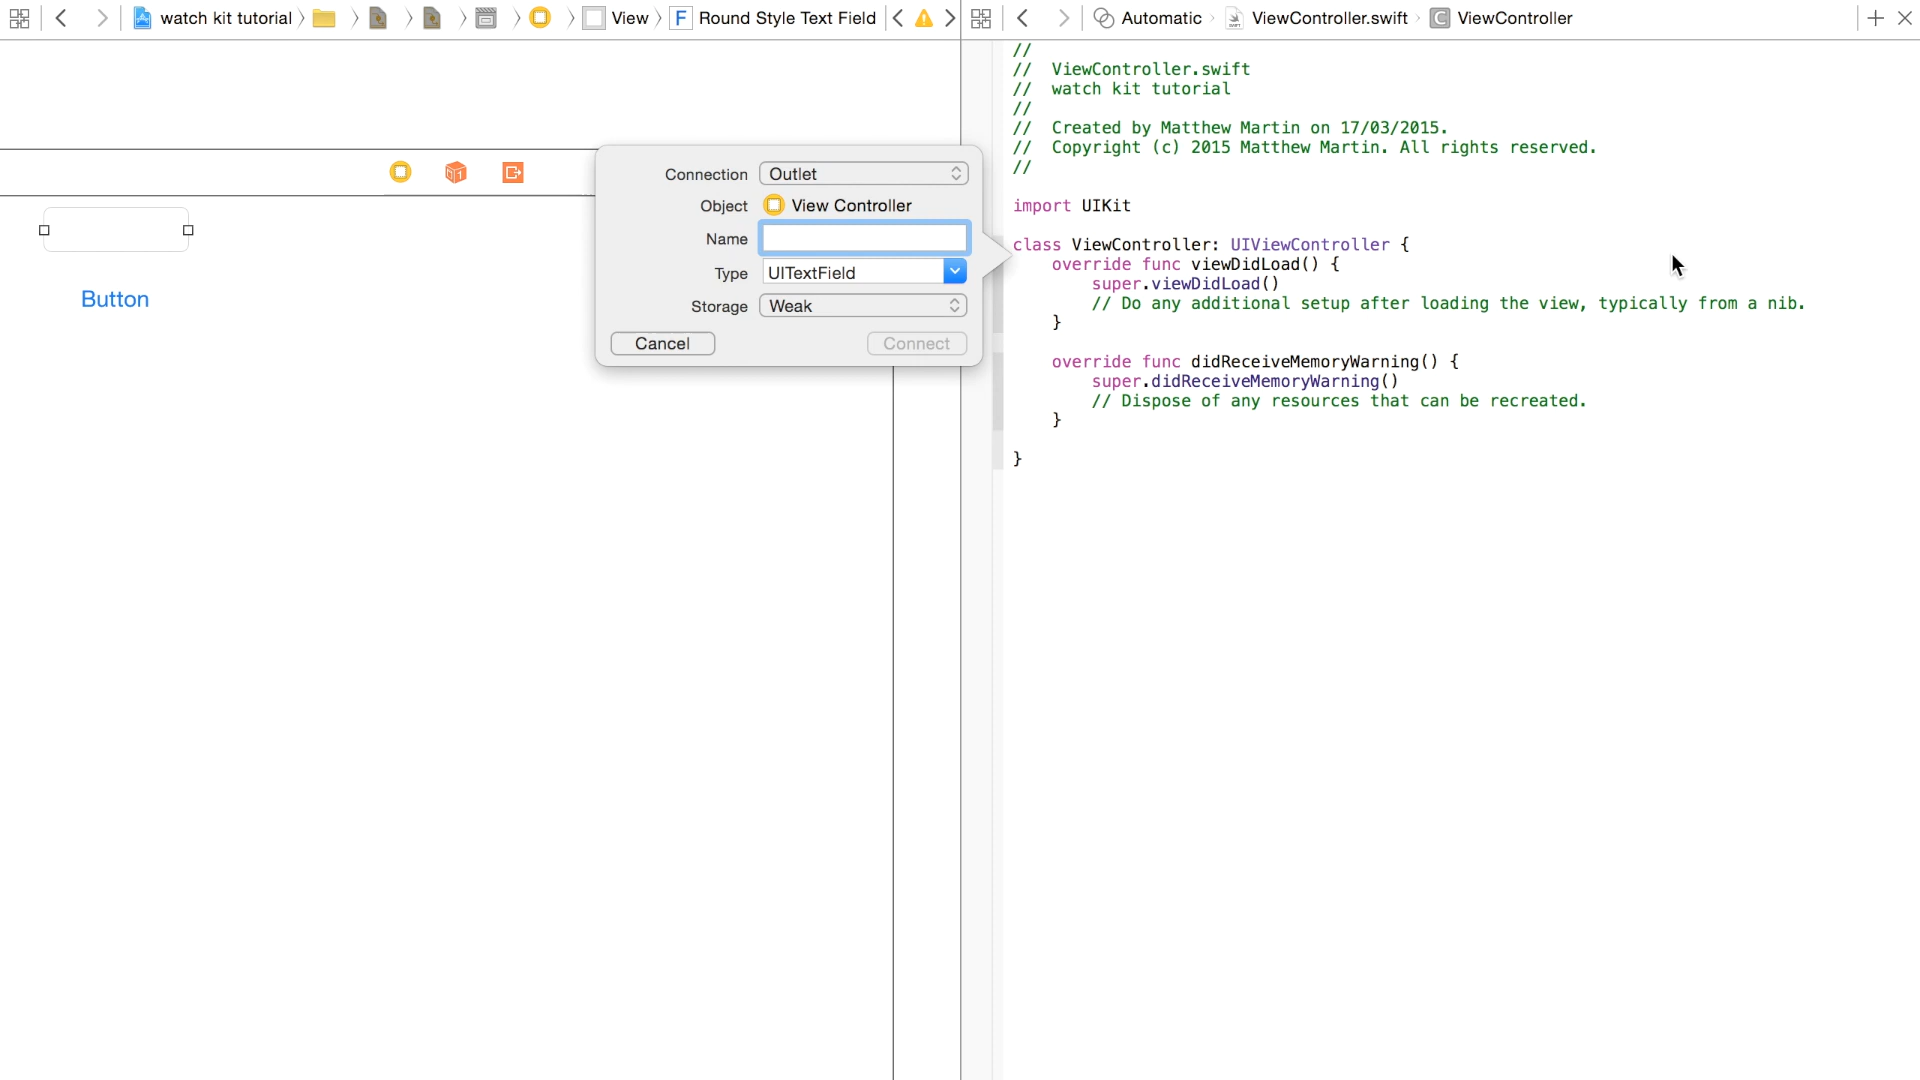 watch kit tutorial View F Round Style Text Field
Automatic ViewController.swift C ViewController
Connection Outlet
Object View Controller
Name
Type UITextField
Storage Weak
Cancel Connect
Button
//
// ViewController.swift
// watch kit tutorial
//
// Created by Matthew Martin on 17/03/2015.
// Copyright (c) 2015 Matthew Martin. All rights reserved.
//
import UIKit
class ViewController: UIViewController {
override func viewDidLoad() {
super.viewDidLoad()
// Do any additional setup after loading the view, typically from a nib.
}
override func didReceiveMemoryWarning() {
super.didReceiveMemoryWarning()
// Dispose of any resources that can be recreated.
}
}